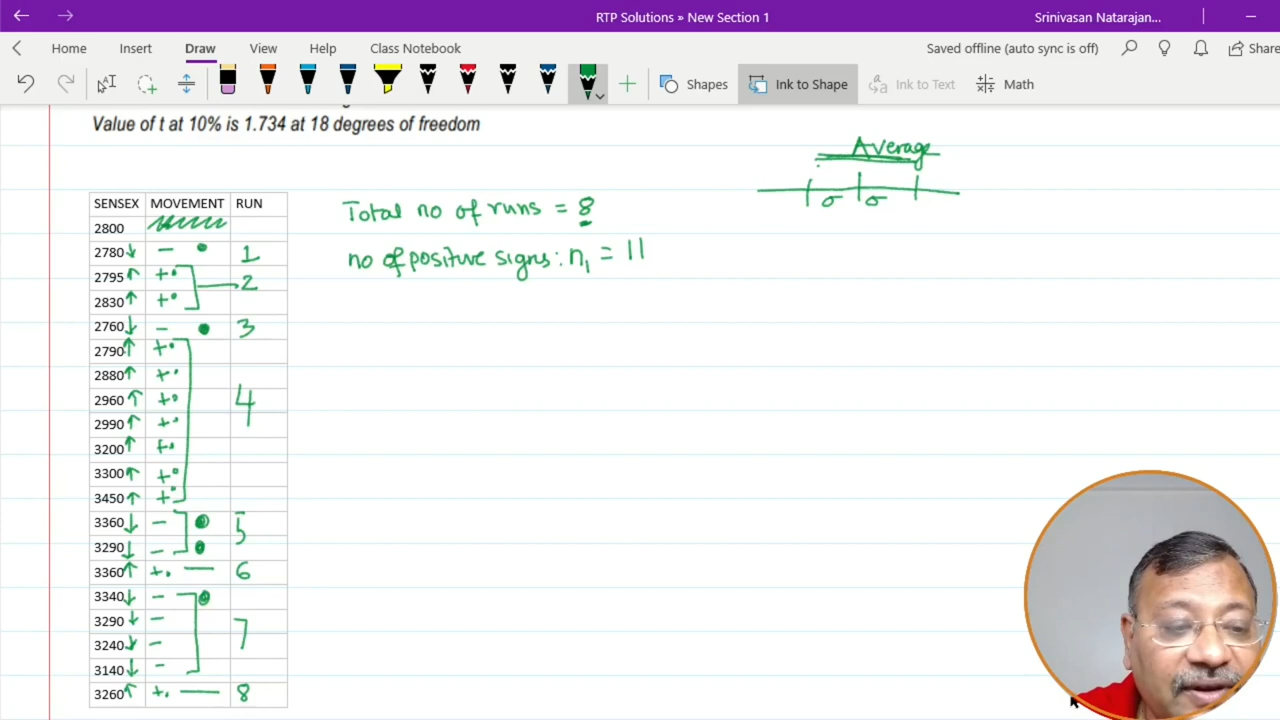 RTP Solutions » New Section 1
Srinivasan Natarajan...
Home Insert Draw View Help Class Notebook
Saved offline (auto sync is off)
Share
Shapes
Ink to Shape
Ink to Text
Math
Value of t at 10% is 1.734 at 18 degrees of freedom
Average
σ σ
Total no of runs = 8
no of positive signs: n₁ = 11
SENSEX MOVEMENT RUN
2800
2780 ↓ - 1
2795 ↑ +
2830 ↑ + 2
2760 ↓ - 3
2790 ↑ +
2880 ↑ +
2960 ↑ + 4
2990 ↑ +
3200 ↑ +
3300 ↑ +
3450 ↑ +
3360 ↓ - 5
3290 ↓ -
3360 ↑ + — 6
3340 ↓ -
3290 ↓ - 7
3240 ↓ -
3140 ↓ -
3260 ↑ + — 8